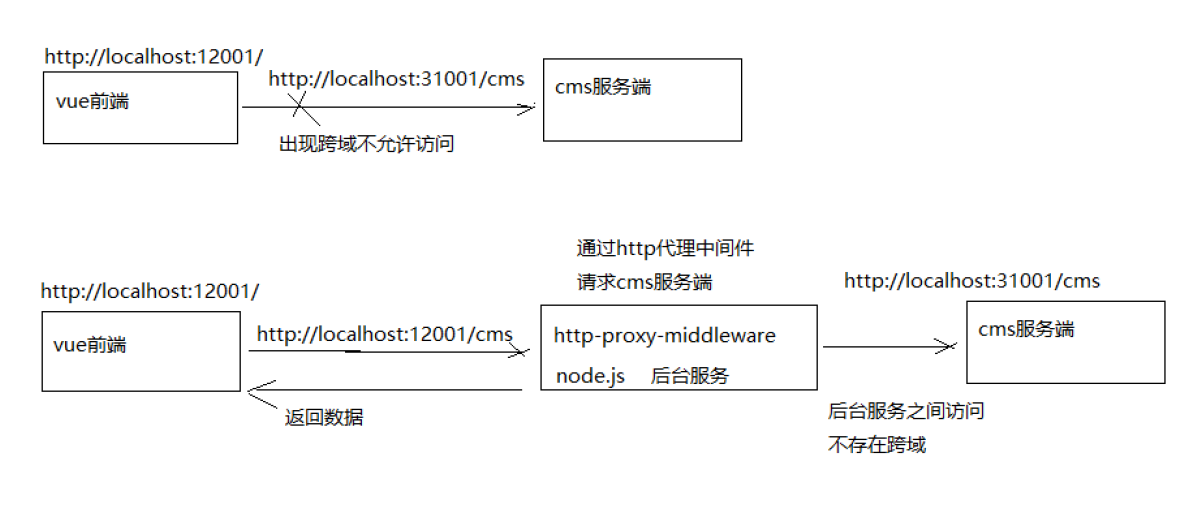 http://localhost:12001/
vue前端
http://localhost:31001/cms
出现跨域不允许访问
cms服务端
通过http代理中间件
请求cms服务端
http://localhost:12001/
vue前端
http://localhost:12001/cms
返回数据
http-proxy-middleware
node.js 后台服务
http://localhost:31001/cms
cms服务端
后台服务之间访问
不存在跨域